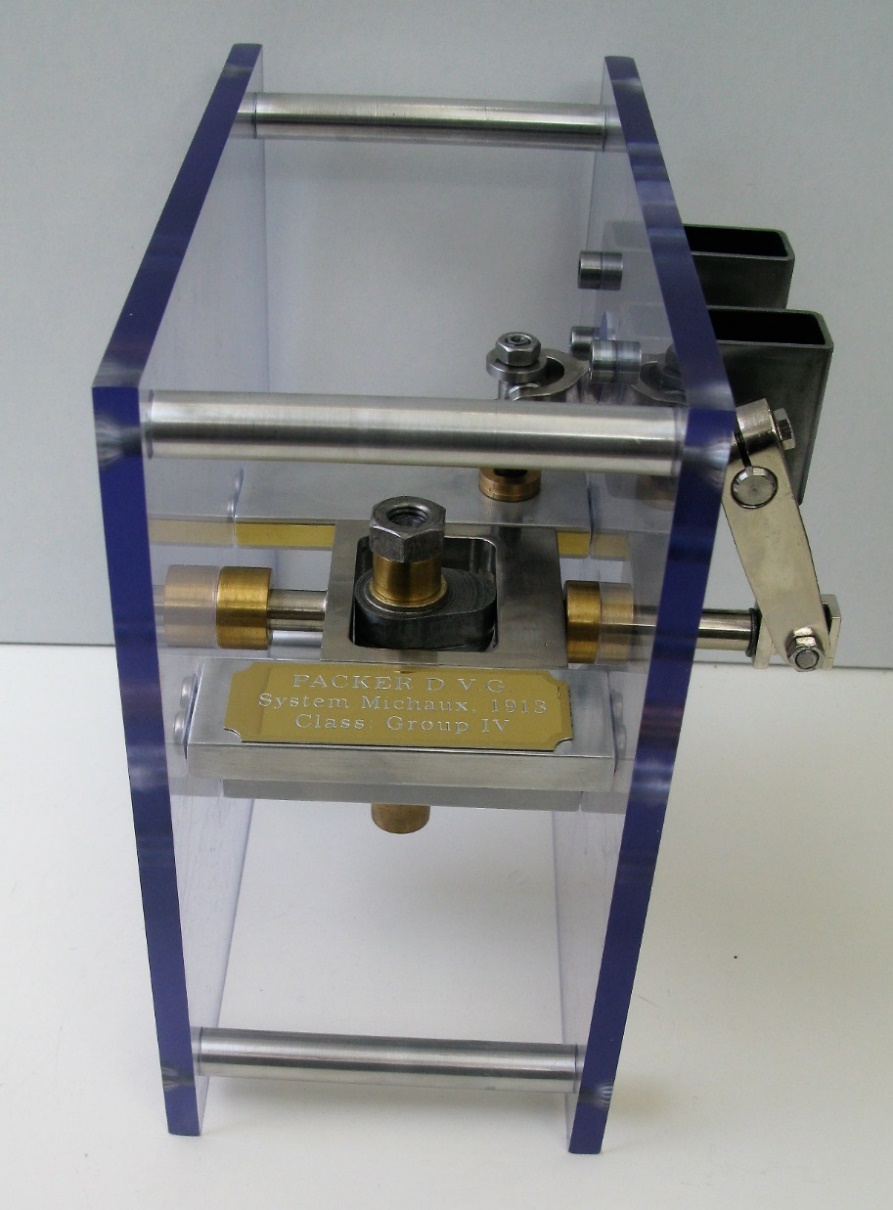 PACKER D V G
System Michaux, 1913
Class: Group IV